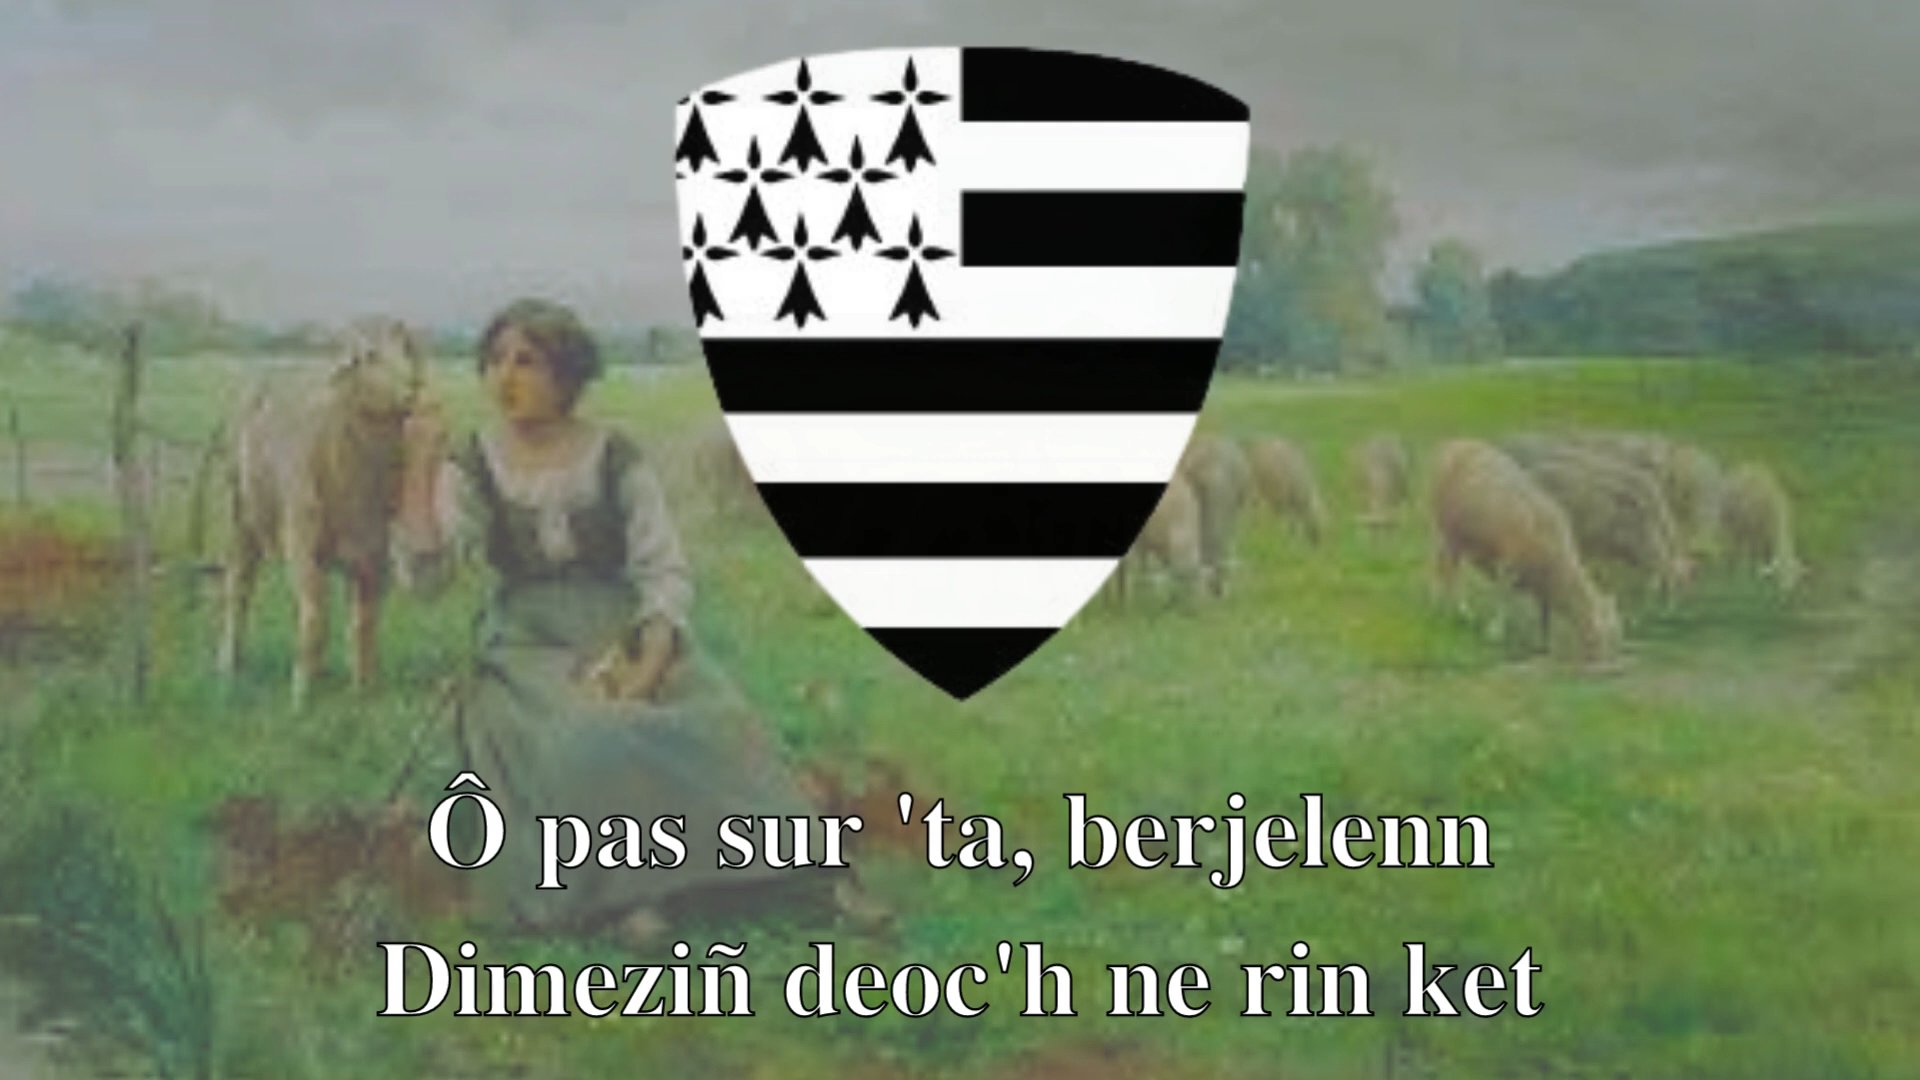 Ô pas sur 'ta, berjelenn
Dimeziñ deoc'h ne rin ket